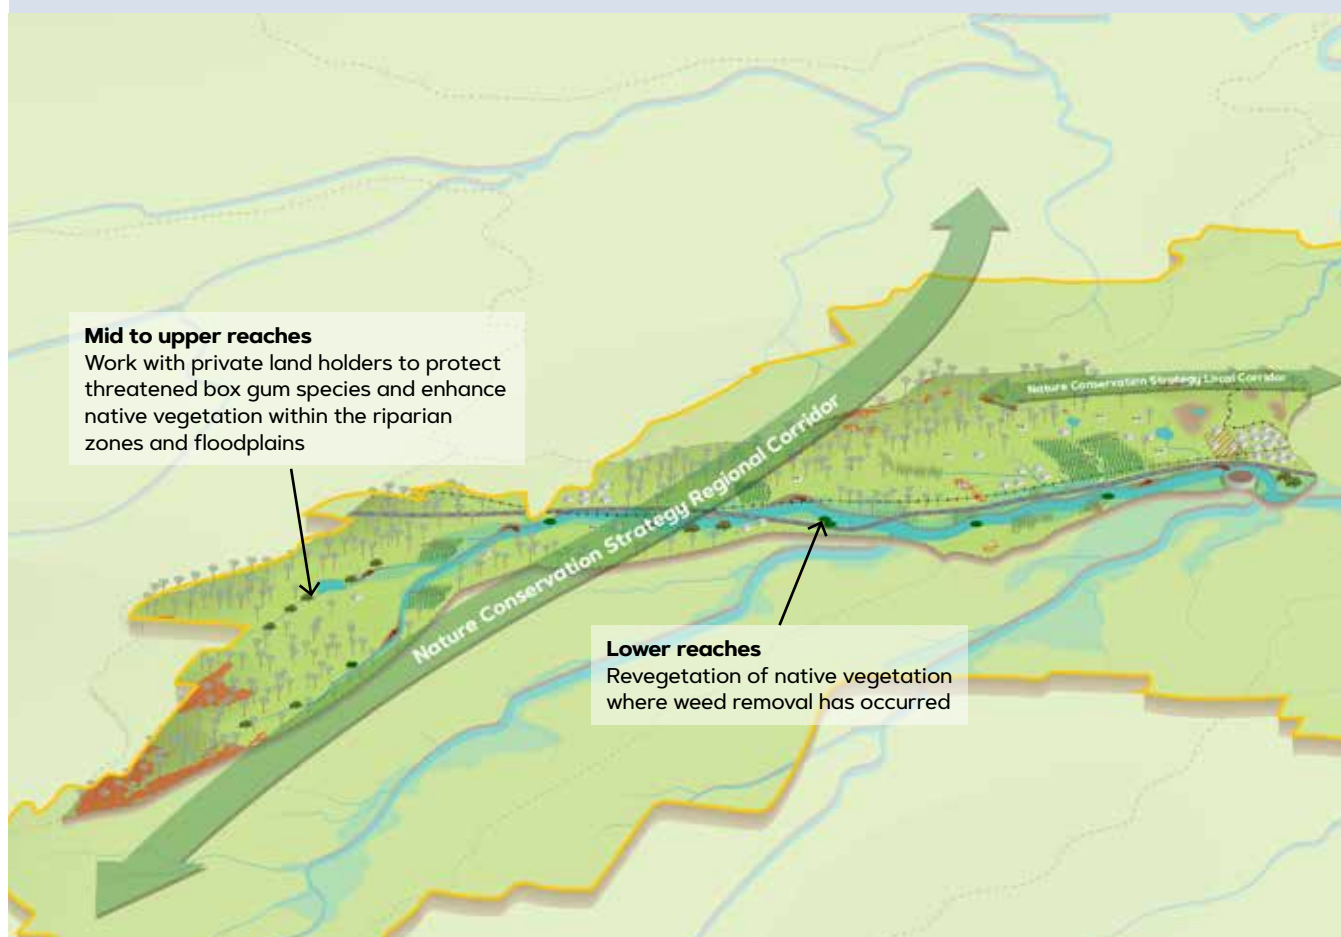 Mid to upper reaches
Work with private land holders to protect
threatened box gum species and enhance
native vegetation within the riparian
zones and floodplains
Nature Conservation Strategy Local Corridor
Nature Conservation Strategy Regional Corridor
Lower reaches
Revegetation of native vegetation
where weed removal has occurred